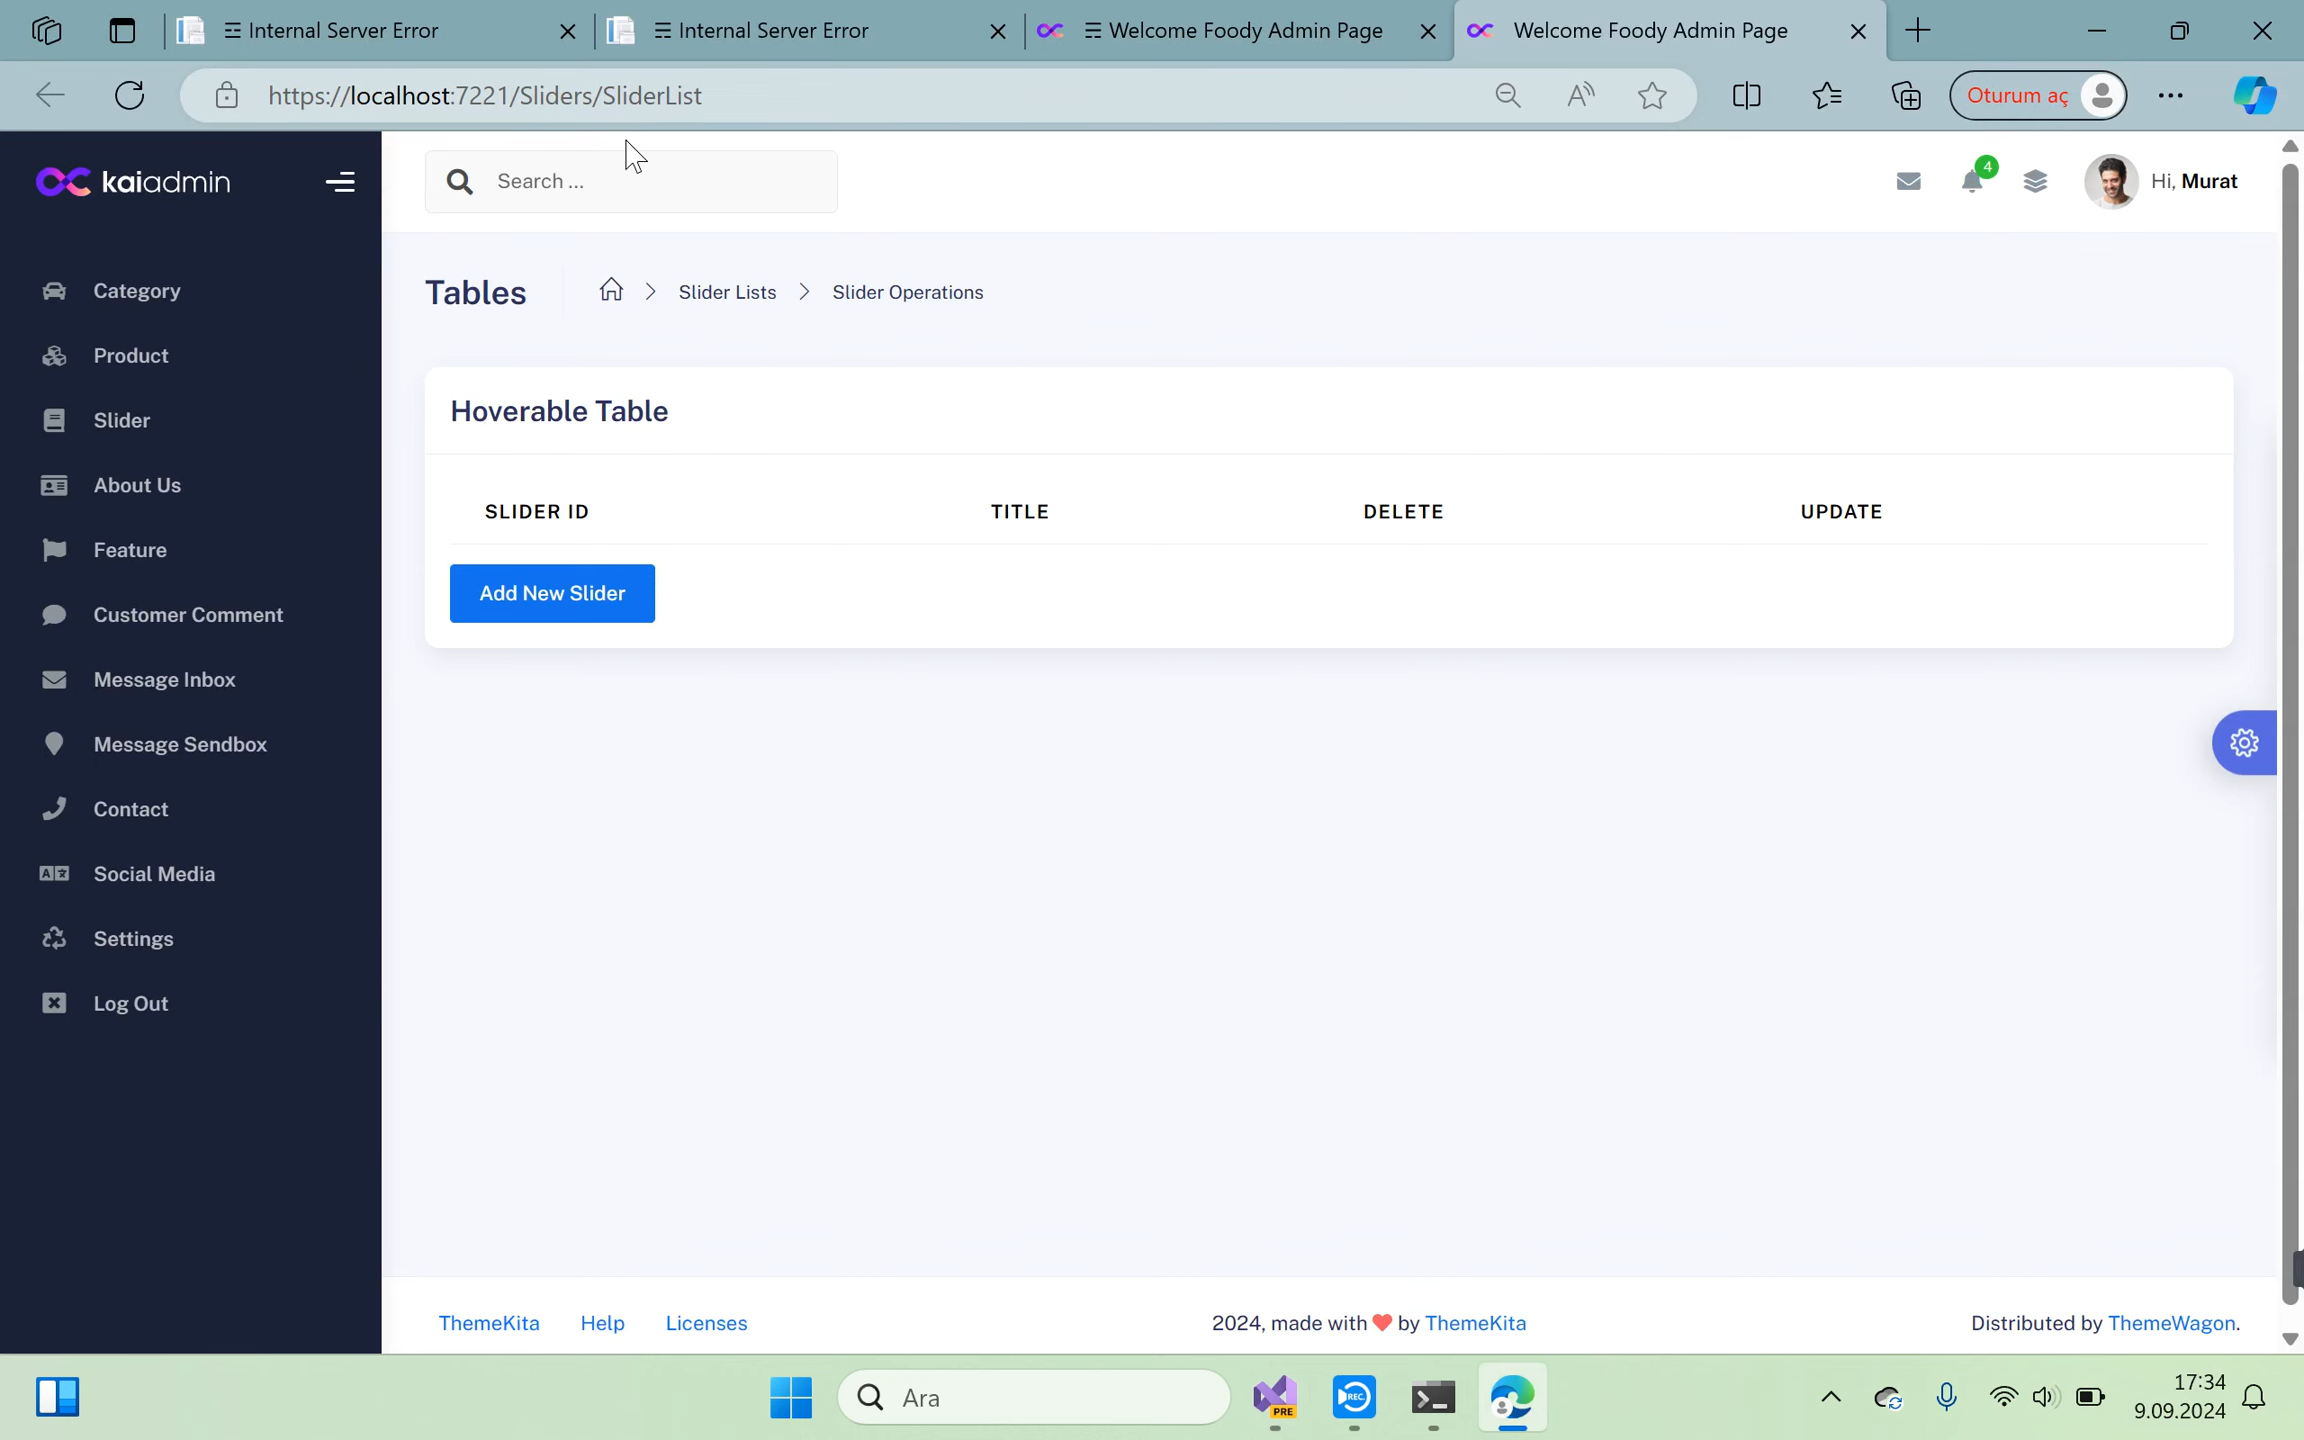 Internal Server Error
Internal Server Error
Welcome Foody Admin Page
Welcome Foody Admin Page
https://localhost:7221/Sliders/SliderList
Oturum aç
kaiadmin
Search ...
4
Hi, Murat
Category
Product
Slider
About Us
Feature
Customer Comment
Message Inbox
Message Sendbox
Contact
Social Media
Settings
Log Out
Tables
Slider Lists
Slider Operations
Hoverable Table
SLIDER ID TITLE DELETE UPDATE
Add New Slider
ThemeKita Help Licenses
2024, made with by ThemeKita
Distributed by ThemeWagon.
Ara
PRE
REC
17:34
9.09.2024